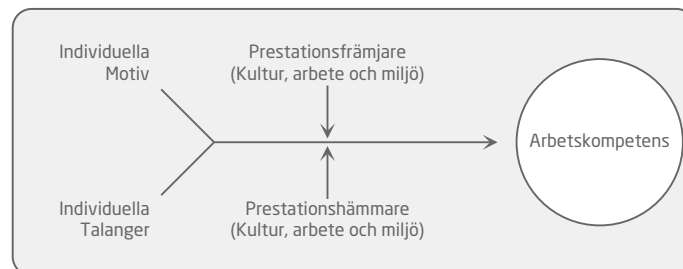 Individuella
Motiv
Prestationsfrämjare
(Kultur, arbete och miljö)
Arbetskompetens
Individuella
Talanger
Prestationshämmare
(Kultur, arbete och miljö)